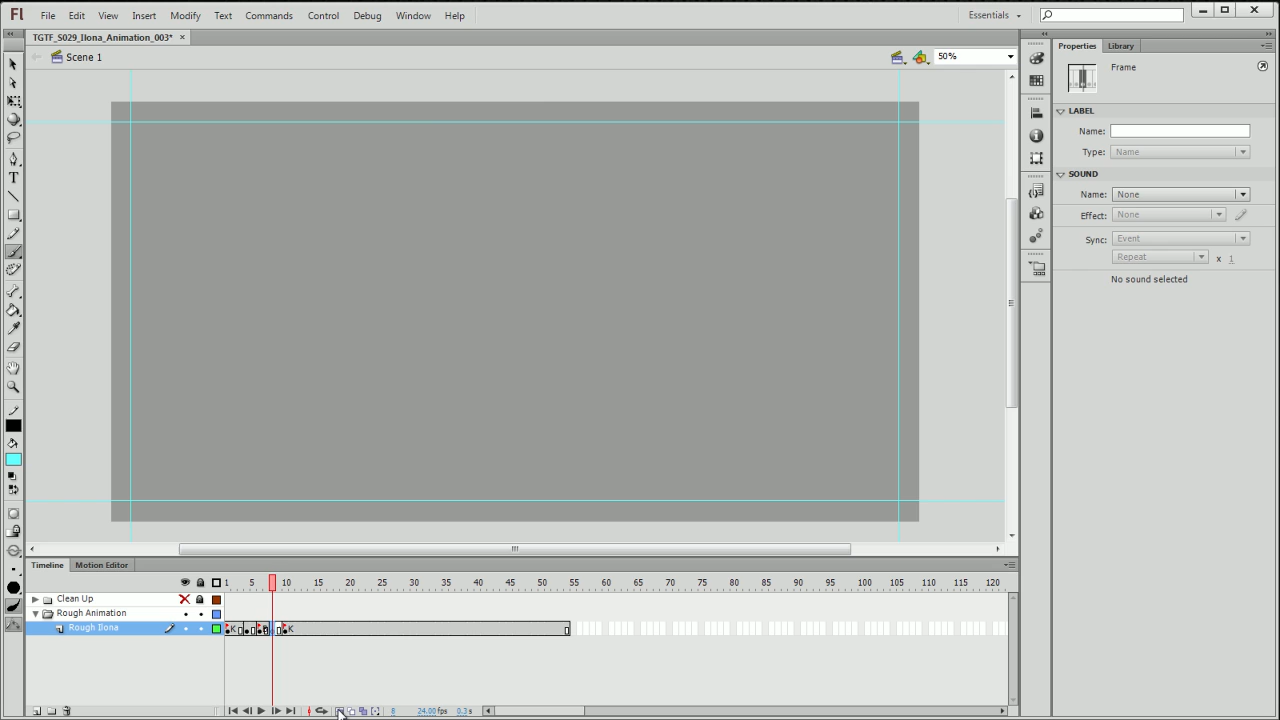 Fl File Edit View Insert Modify Text Commands Control Debug Window Help Essentials
TGTF_S029_Ilona_Animation_003* ×
Scene 1 50%
Properties Library
Frame
LABEL
Name:
Type: Name
SOUND
Name: None
Effect: None
Sync: Event
Repeat x 1
No sound selected
Timeline Motion Editor
1 5 10 15 20 25 30 35 40 45 50 55 60 65 70 75 80 85 90 95 100 105 110 115 120
Clean Up
Rough Animation
Rough Ilona K K
8 24.00 fps 0.3 s